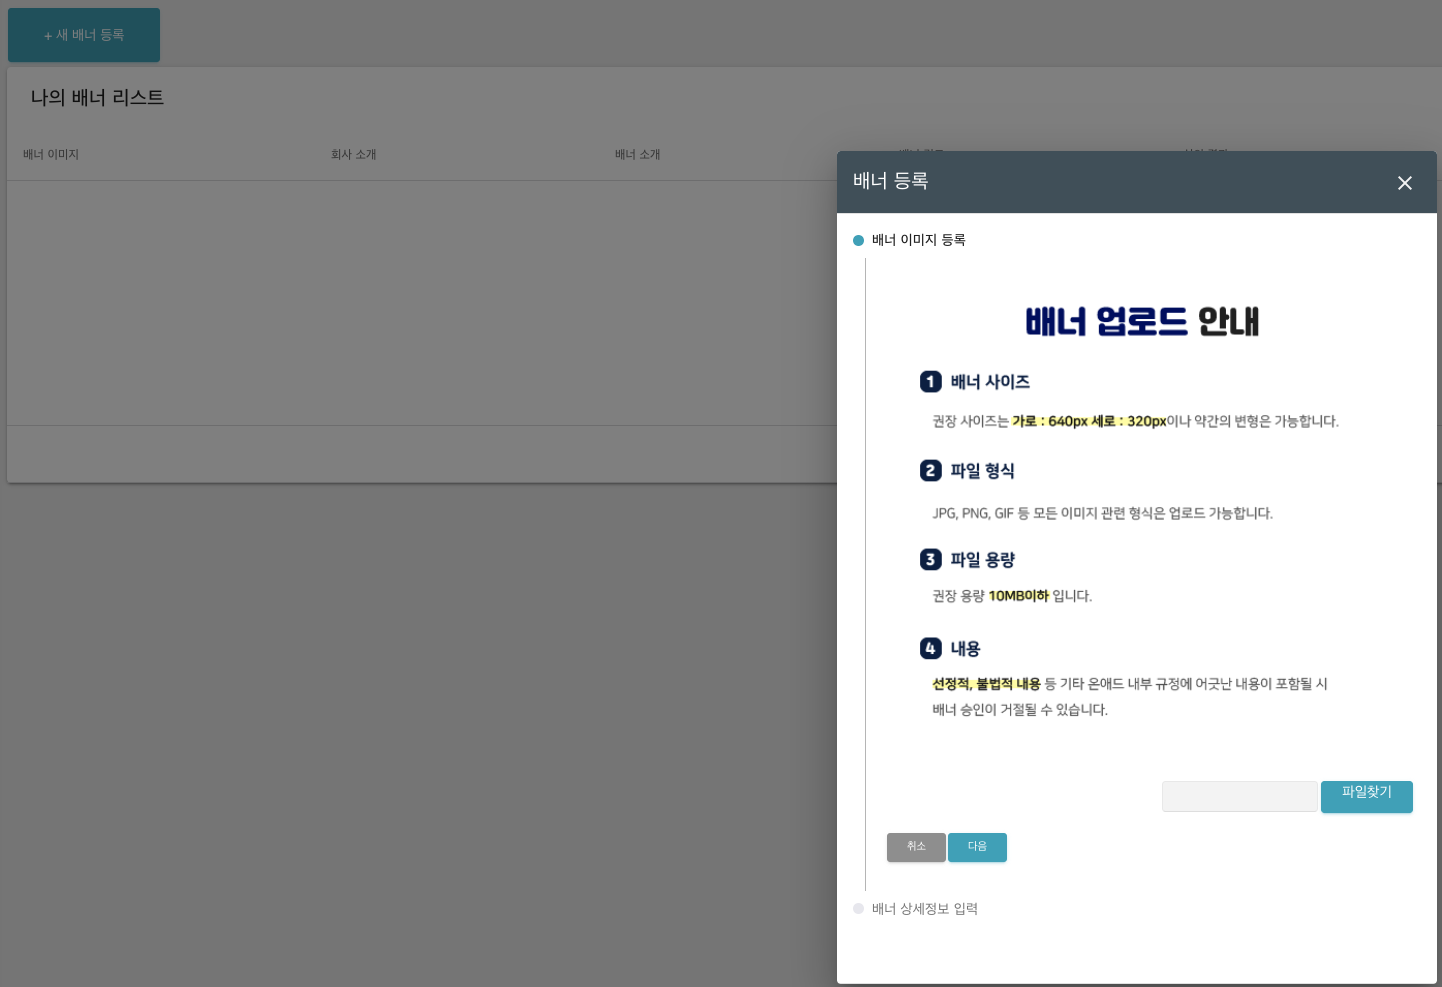 + 새 배너 등록
나의 배너 리스트
배너 이미지
회사 소개
배너 소개
배너 등록
배너 이미지 등록
배너 업로드 안내
1 배너 사이즈
권장 사이즈는 가로 : 640px 세로 : 320px이나 약간의 변형은 가능합니다.
2 파일 형식
JPG, PNG, GIF 등 모든 이미지 관련 형식은 업로드 가능합니다.
3 파일 용량
권장 용량 10MB이하 입니다.
4 내용
선정적, 불법적 내용 등 기타 온애드 내부 규정에 어긋난 내용이 포함될 시
배너 승인이 거절될 수 있습니다.
파일찾기
취소 다음
배너 상세정보 입력